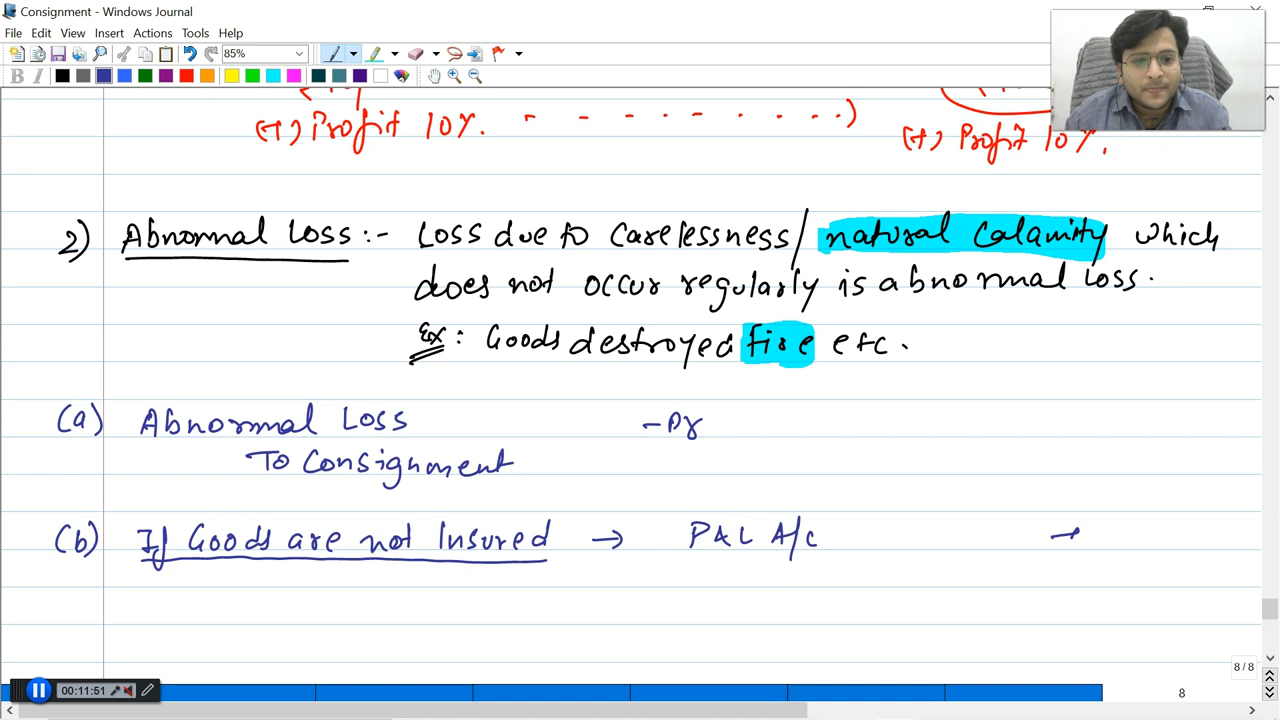 Consignment - Windows Journal
File Edit View Insert Actions Tools Help
85%
B I
(+) Profit 10%. - - - - - - - ..)
(+) Profit 10%.
2) Abnormal Loss :- Loss due to carelessness/natural calamity which
does not occur regularly is abnormal loss.
Ex : Goods destroyed fire etc.
(a) Abnormal Loss - Dr
To Consignment
(b) If Goods are not Insured → P&L A/c →
8 / 8
00:11:51
8